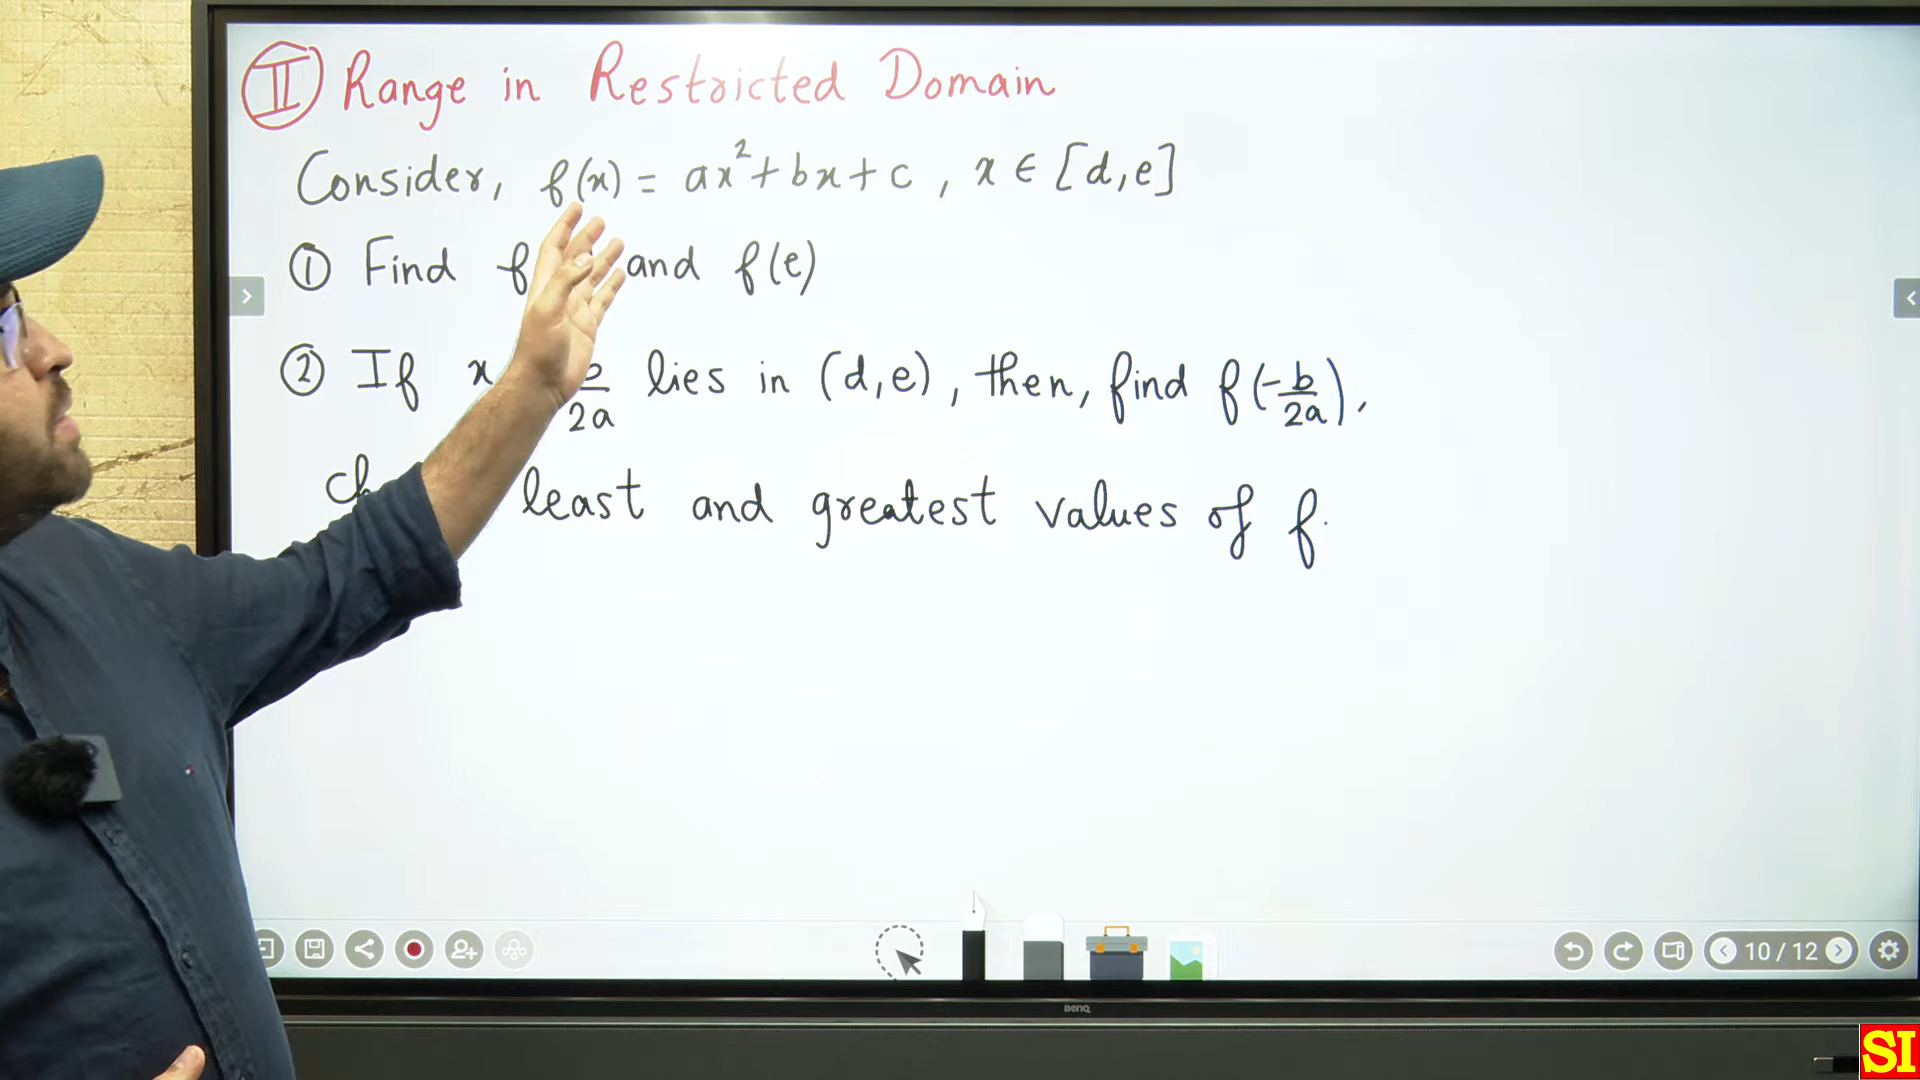 II Range in Restricted Domain
Consider, f(x) = ax²+bx+c , x ∈ [d,e]
① Find f and f(e)
② If x 2a lies in (d,e), then, find f(-b/2a),
least and greatest values of f.
10 / 12
BenQ
SI